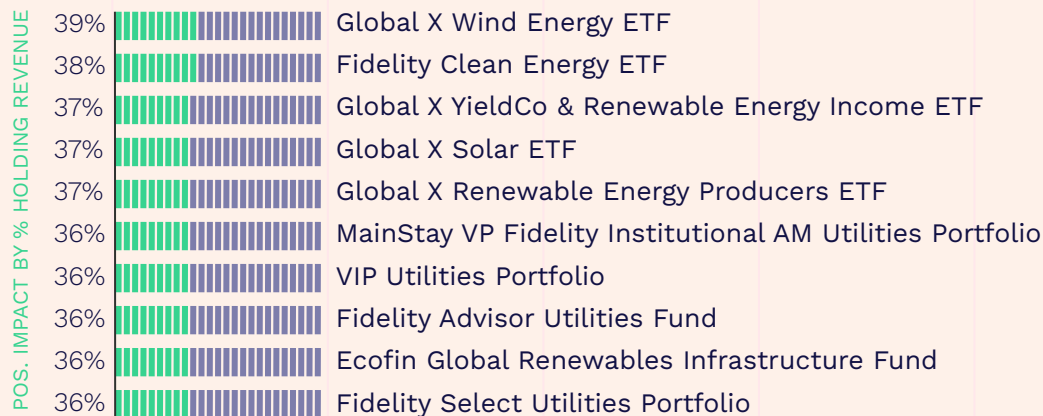 POS. IMPACT BY % HOLDING REVENUE
39% Global X Wind Energy ETF
38% Fidelity Clean Energy ETF
37% Global X YieldCo & Renewable Energy Income ETF
37% Global X Solar ETF
37% Global X Renewable Energy Producers ETF
36% MainStay VP Fidelity Institutional AM Utilities Portfolio
36% VIP Utilities Portfolio
36% Fidelity Advisor Utilities Fund
36% Ecofin Global Renewables Infrastructure Fund
36% Fidelity Select Utilities Portfolio